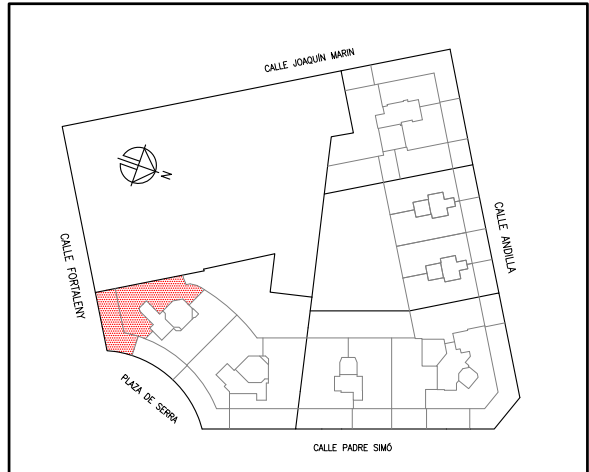 CALLE JOAQUÍN MARIN
N
CALLE ANDILLA
CALLE FORTALENY
PLAZA DE SERRA
CALLE PADRE SIMÓ